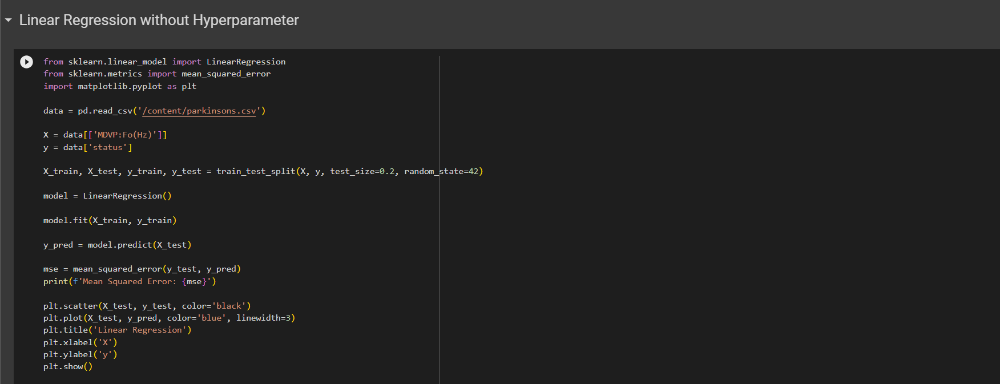 Linear Regression without Hyperparameter
from sklearn.linear_model import LinearRegression
from sklearn.metrics import mean_squared_error
import matplotlib.pyplot as plt
data = pd.read_csv('/content/parkinsons.csv')
X = data[['MDVP:Fo(Hz)']]
y = data['status']
X_train, X_test, y_train, y_test = train_test_split(X, y, test_size=0.2, random_state=42)
model = LinearRegression()
model.fit(X_train, y_train)
y_pred = model.predict(X_test)
mse = mean_squared_error(y_test, y_pred)
print(f'Mean Squared Error: {mse}')
plt.scatter(X_test, y_test, color='black')
plt.plot(X_test, y_pred, color='blue', linewidth=3)
plt.title('Linear Regression')
plt.xlabel('X')
plt.ylabel('y')
plt.show()